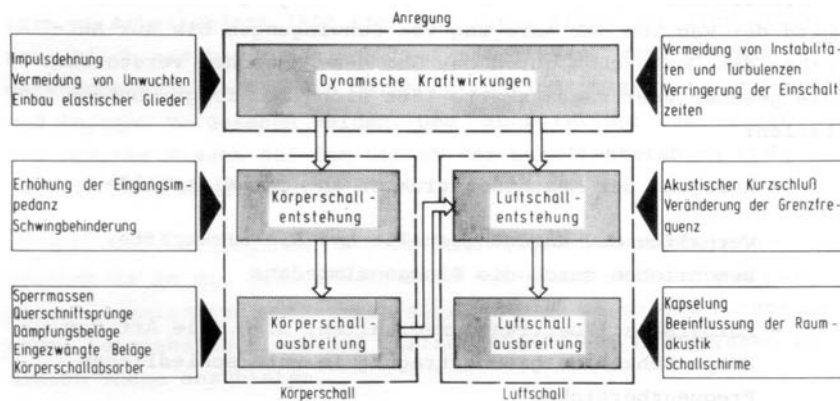 Anregung
Impulsdehnung
Vermeidung von Unwuchten
Einbau elastischer Glieder
Dynamische Kraftwirkungen
Vermeidung von Instabilitä-
ten und Turbulenzen
Verringerung der Einschalt
zeiten
Erhöhung der Eingangsim-
pedanz
Schwingbehinderung
Körperschall-
entstehung
Luftschall-
entstehung
Akustischer Kurzschluß
Veränderung der Grenzfre-
quenz
Sperrmassen
Querschnittsprünge
Dämpfungsbeläge
Eingezwängte Beläge
Körperschallabsorber
Körperschall-
ausbreitung
Luftschall-
ausbreitung
Kapselung
Beeinflussung der Raum-
akustik
Schallschirme
Körperschall
Luftschall